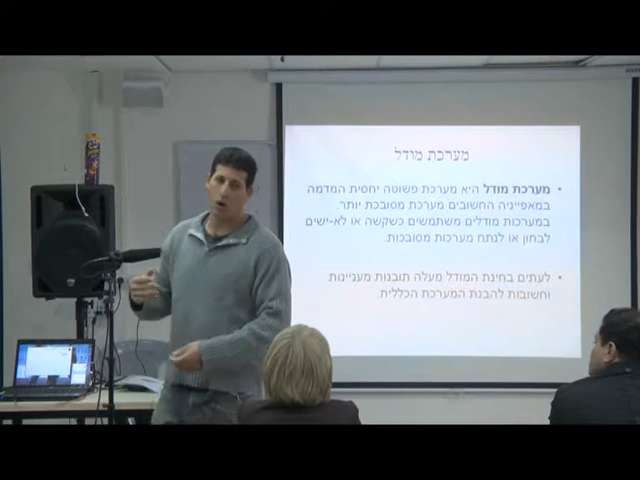 מערכת מודל
• מערכת מודל היא מערכת פשוטה יחסית המדמה
במאפייניה החשובים מערכת מסובכת יותר.
במערכות מודלים משתמשים כשקשה או לא-ישים
לבחון או לנתח מערכות מסובכות.
• לעתים בחינת המודל מעלה תובנות מעניינות
וחשובות להבנת המערכת הכללית.